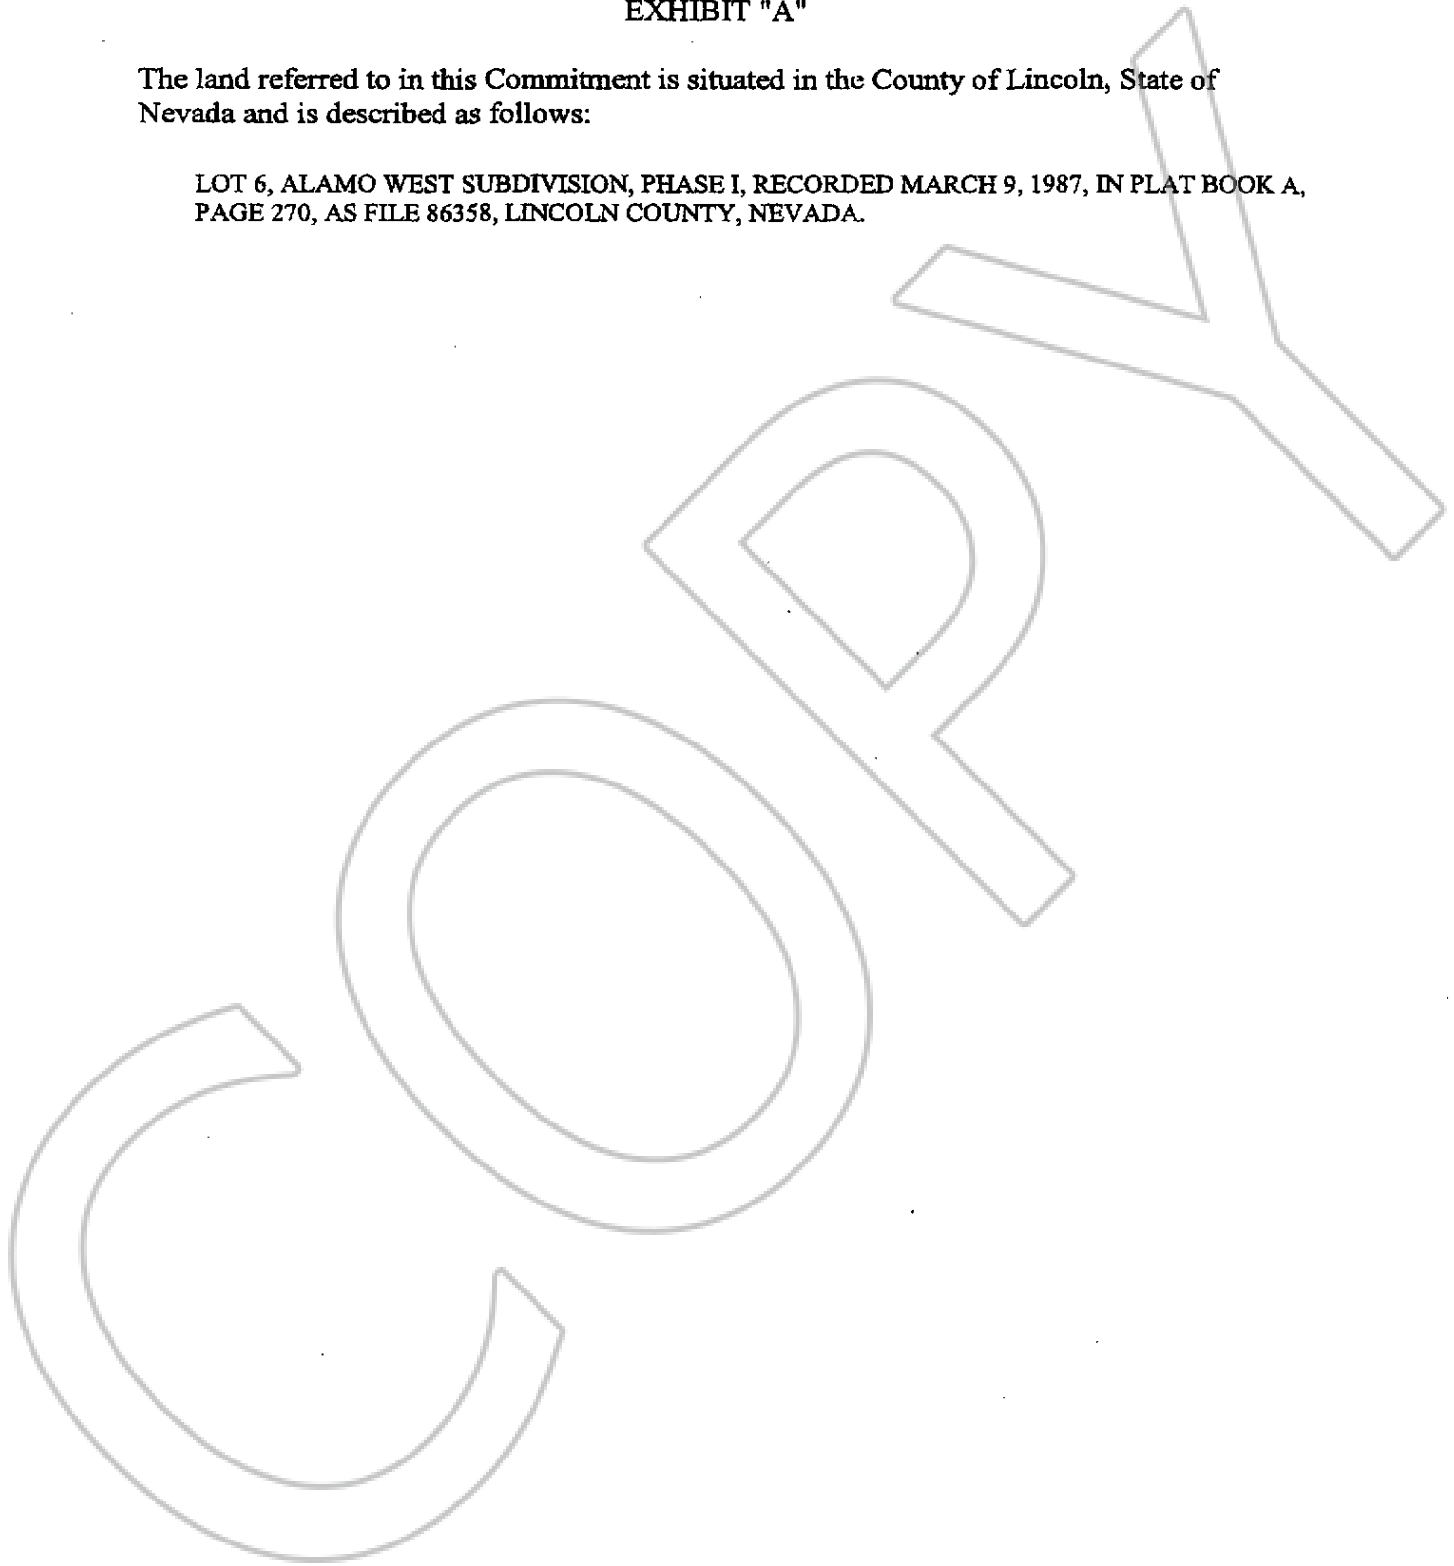 EXHIBIT "A"
The land referred to in this Commitment is situated in the County of Lincoln, State of
Nevada and is described as follows:
LOT 6, ALAMO WEST SUBDIVISION, PHASE I, RECORDED MARCH 9, 1987, IN PLAT BOOK A,
PAGE 270, AS FILE 86358, LINCOLN COUNTY, NEVADA.
COPY